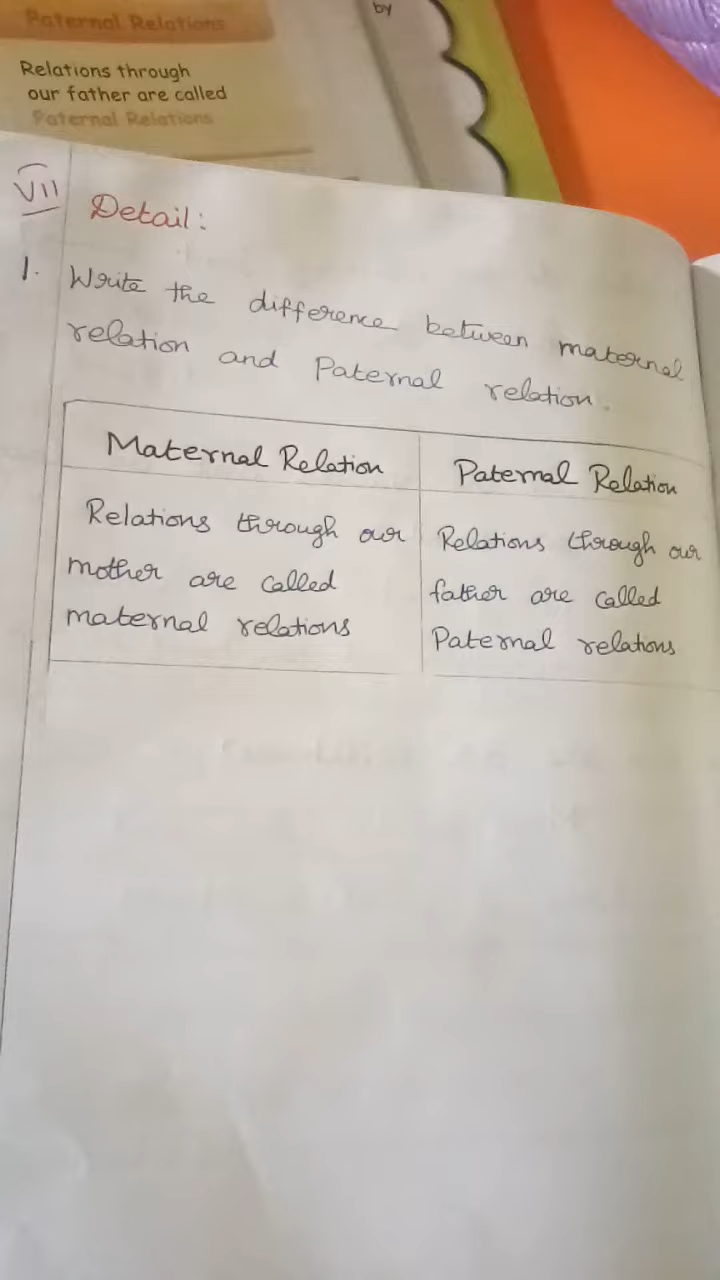 Paternal Relations
by
Relations through
our father are called
Paternal Relations
VII Detail:
1. Write the difference between maternal
relation and Paternal relation.
Maternal Relation
Relations through our
mother are called
maternal relations
Paternal Relation
Relations through our
father are called
Paternal relations